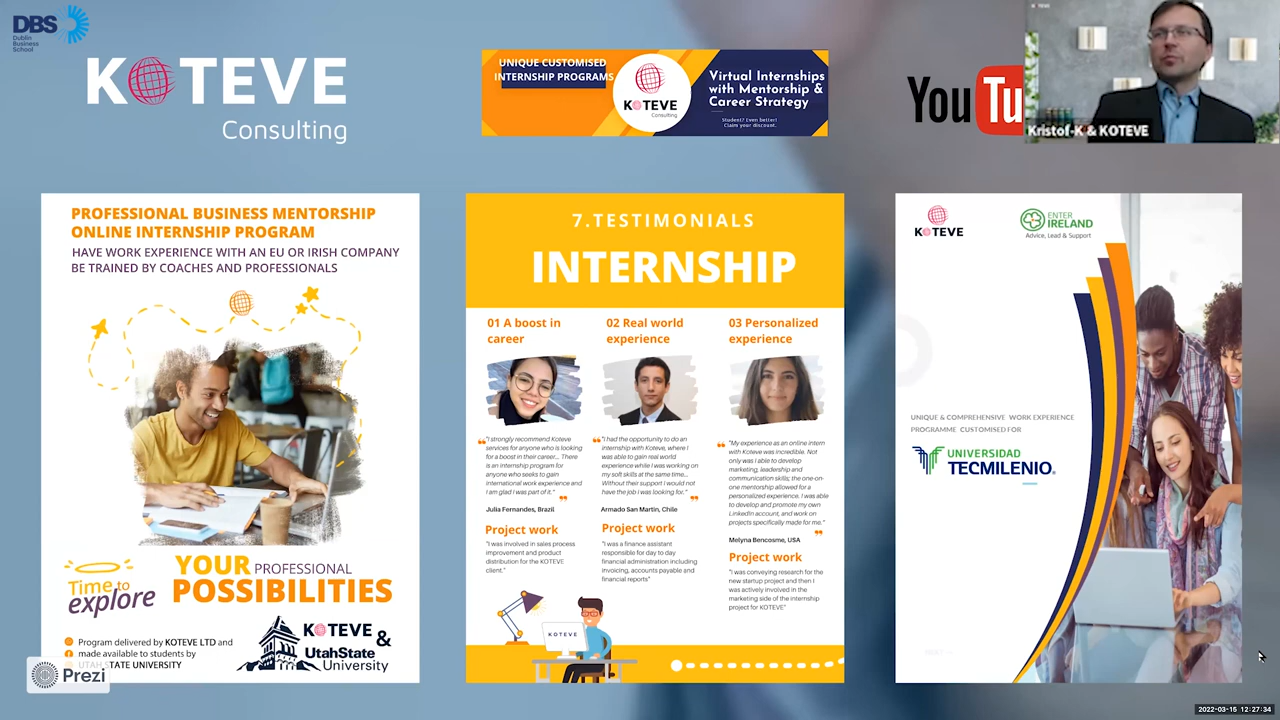 DBS
Dublin
Business
School
KOTEVE
Consulting
UNIQUE CUSTOMISED
INTERNSHIP PROGRAMS
KOTEVE
Consulting
Virtual Internships
with Mentorship &
Career Strategy
Student? Even better!
Claim your discount.
YouTu
Kristof-K & KOTEVE
PROFESSIONAL BUSINESS MENTORSHIP
ONLINE INTERNSHIP PROGRAM
HAVE WORK EXPERIENCE WITH AN EU OR IRISH COMPANY
BE TRAINED BY COACHES AND PROFESSIONALS
Time to
explore
YOUR PROFESSIONAL
POSSIBILITIES
Program delivered by KOTEVE LTD and
made available to students by
UTAH STATE UNIVERSITY
KOTEVE &
UtahState
University
Prezi
7.TESTIMONIALS
INTERNSHIP
01 A boost in
career
"I strongly recommend Koteve
services for anyone who is looking
for a boost in their career... There
is an internship program for
anyone who seeks to gain
international work experience and
I am glad I was part of it."
Julia Fernandes, Brazil
Project work
"I was involved in sales process
improvement and product
distribution for the KOTEVE
client."
02 Real world
experience
"I had the opportunity to do an
internship with Koteve, where I
was able to gain real world
experience while I was working on
my soft skills at the same time...
Without their support I would not
have the job I was looking for."
Armado San Martin, Chile
Project work
"I was a finance assistant
responsible for day to day
financial administration including
invoicing, accounts payable and
financial reports"
03 Personalized
experience
"My experience as an online intern
with Koteve was incredible. Not
only was I able to develop
marketing, leadership and
communication skills; the one-on-
one mentorship allowed for a
personalized experience. I was able
to develop and promote my own
LinkedIn account, and work on
projects specifically made for me."
Melyna Bencosme, USA
Project work
"I was conveying research for the
new startup project and then I
was actively involved in the
marketing side of the internship
project for KOTEVE"
KOTEVE
KOTEVE
ENTER
IRELAND
Advice, Lead & Support
UNIQUE & COMPREHENSIVE WORK EXPERIENCE
PROGRAMME CUSTOMISED FOR
UNIVERSIDAD
TECMILENIO
2022-03-15 12:27:34